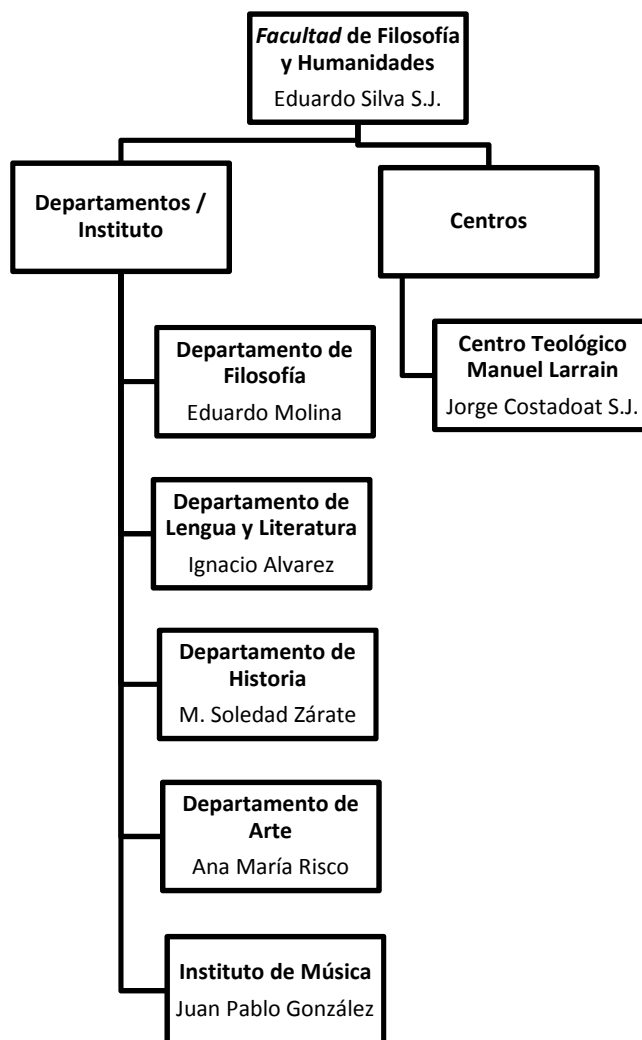 Facultad de Filosofía
y Humanidades
Eduardo Silva S.J.
Departamentos /
Instituto
Centros
Departamento de
Filosofía
Eduardo Molina
Centro Teológico
Manuel Larrain
Jorge Costadoat S.J.
Departamento de
Lengua y Literatura
Ignacio Alvarez
Departamento de
Historia
M. Soledad Zárate
Departamento de
Arte
Ana María Risco
Instituto de Música
Juan Pablo González